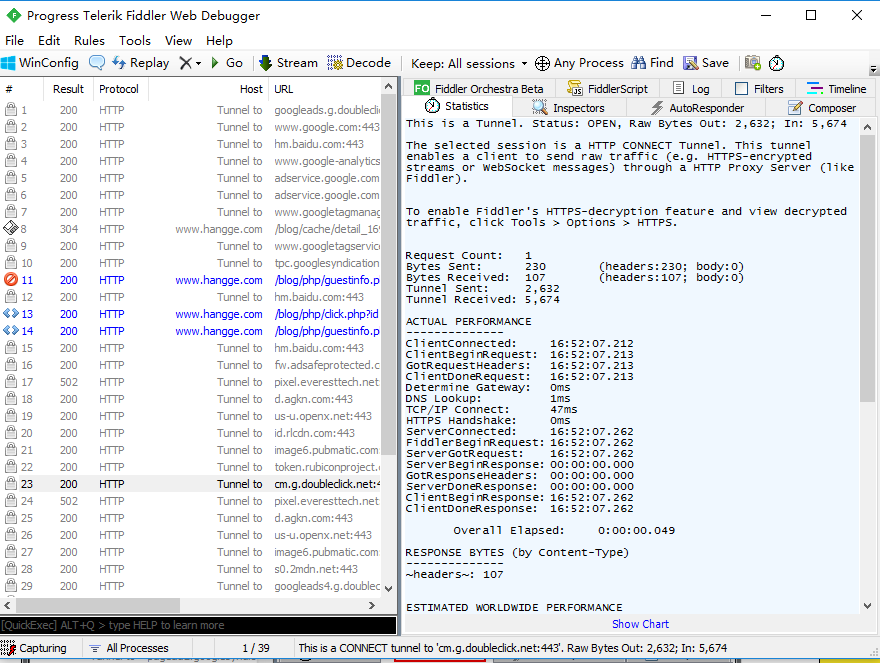 Progress Telerik Fiddler Web Debugger
File Edit Rules Tools View Help
WinConfig Replay Go Stream Decode Keep: All sessions Any Process Find Save
# Result Protocol Host URL
1 200 HTTP Tunnel to googleads.g.doublecli
2 200 HTTP Tunnel to www.google.com:443
3 200 HTTP Tunnel to hm.baidu.com:443
4 200 HTTP Tunnel to www.google-analytics
5 200 HTTP Tunnel to adservice.google.com
6 200 HTTP Tunnel to adservice.google.com
7 200 HTTP Tunnel to www.googletagmanag
8 304 HTTP www.hangge.com /blog/cache/detail_169
9 200 HTTP Tunnel to www.googletagservice
10 200 HTTP Tunnel to tpc.googlesyndication
11 200 HTTP www.hangge.com /blog/php/guestinfo.p
12 200 HTTP Tunnel to hm.baidu.com:443
13 200 HTTP www.hangge.com /blog/php/click.php?id
14 200 HTTP www.hangge.com /blog/php/guestinfo.p
15 200 HTTP Tunnel to hm.baidu.com:443
16 200 HTTP Tunnel to fw.adsafeprotected.c
17 502 HTTP Tunnel to pixel.everesttech.net
18 200 HTTP Tunnel to d.agkn.com:443
19 200 HTTP Tunnel to us-u.openx.net:443
20 200 HTTP Tunnel to id.rlcdn.com:443
21 200 HTTP Tunnel to image6.pubmatic.com:
22 200 HTTP Tunnel to token.rubiconproject.c
23 200 HTTP Tunnel to cm.g.doubleclick.net:4
24 502 HTTP Tunnel to pixel.everesttech.net
25 200 HTTP Tunnel to d.agkn.com:443
26 200 HTTP Tunnel to us-u.openx.net:443
27 200 HTTP Tunnel to image6.pubmatic.com:
28 200 HTTP Tunnel to s0.2mdn.net:443
29 200 HTTP Tunnel to googleads4.g.doublec
[QuickExec] ALT+Q > type HELP to learn more
FO Fiddler Orchestra Beta FiddlerScript Log Filters Timeline
Statistics Inspectors AutoResponder Composer
This is a Tunnel. Status: OPEN, Raw Bytes Out: 2,632; In: 5,674
The selected session is a HTTP CONNECT Tunnel. This tunnel
enables a client to send raw traffic (e.g. HTTPS-encrypted
streams or WebSocket messages) through a HTTP Proxy Server (like
Fiddler).
To enable Fiddler's HTTPS-decryption feature and view decrypted
traffic, click Tools > Options > HTTPS.
Request Count: 1
Bytes Sent: 230 (headers:230; body:0)
Bytes Received: 107 (headers:107; body:0)
Tunnel Sent: 2,632
Tunnel Received: 5,674
ACTUAL PERFORMANCE
--------------
ClientConnected: 16:52:07.212
ClientBeginRequest: 16:52:07.213
GotRequestHeaders: 16:52:07.213
ClientDoneRequest: 16:52:07.213
Determine Gateway: 0ms
DNS Lookup: 1ms
TCP/IP Connect: 47ms
HTTPS Handshake: 0ms
ServerConnected: 16:52:07.262
FiddlerBeginRequest: 16:52:07.262
ServerGotRequest: 16:52:07.262
ServerBeginResponse: 00:00:00.000
GotResponseHeaders: 00:00:00.000
ServerDoneResponse: 00:00:00.000
ClientBeginResponse: 16:52:07.262
ClientDoneResponse: 16:52:07.262
Overall Elapsed: 0:00:00.049
RESPONSE BYTES (by Content-Type)
--------------
~headers~: 107
ESTIMATED WORLDWIDE PERFORMANCE
Show Chart
Capturing All Processes 1 / 39 This is a CONNECT tunnel to 'cm.g.doubleclick.net:443'. Raw Bytes Out: 2,632; In: 5,674